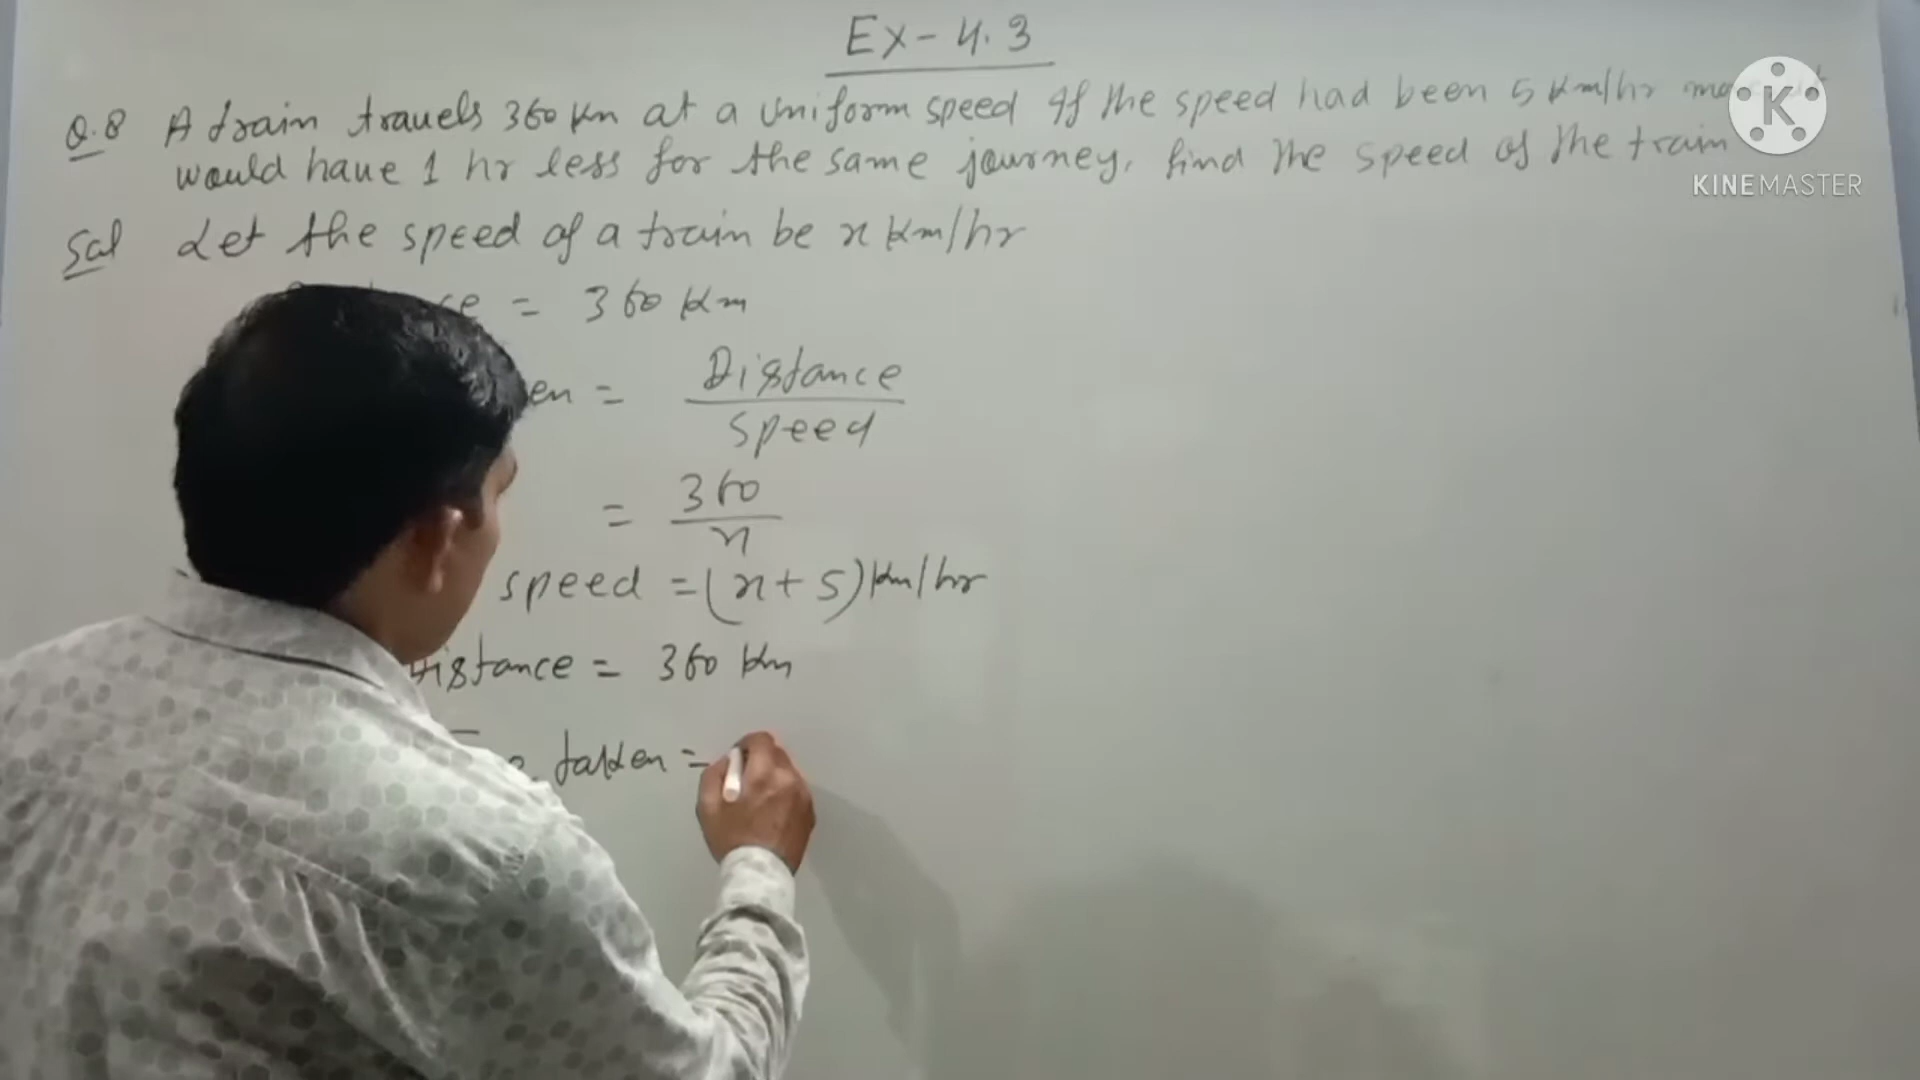 Ex-4.3
Q.8 A train travels 360 km at a uniform speed If the speed had been 5 Km/hr
would have 1 hr less for the same journey, find the speed of the train
Sol Let the speed of a train be x Km/hr
= 360 Km
= Distance
speed
= 360
x
speed = (x + 5) km/hr
Distance = 360 Km
taken =
K
KINEMASTER